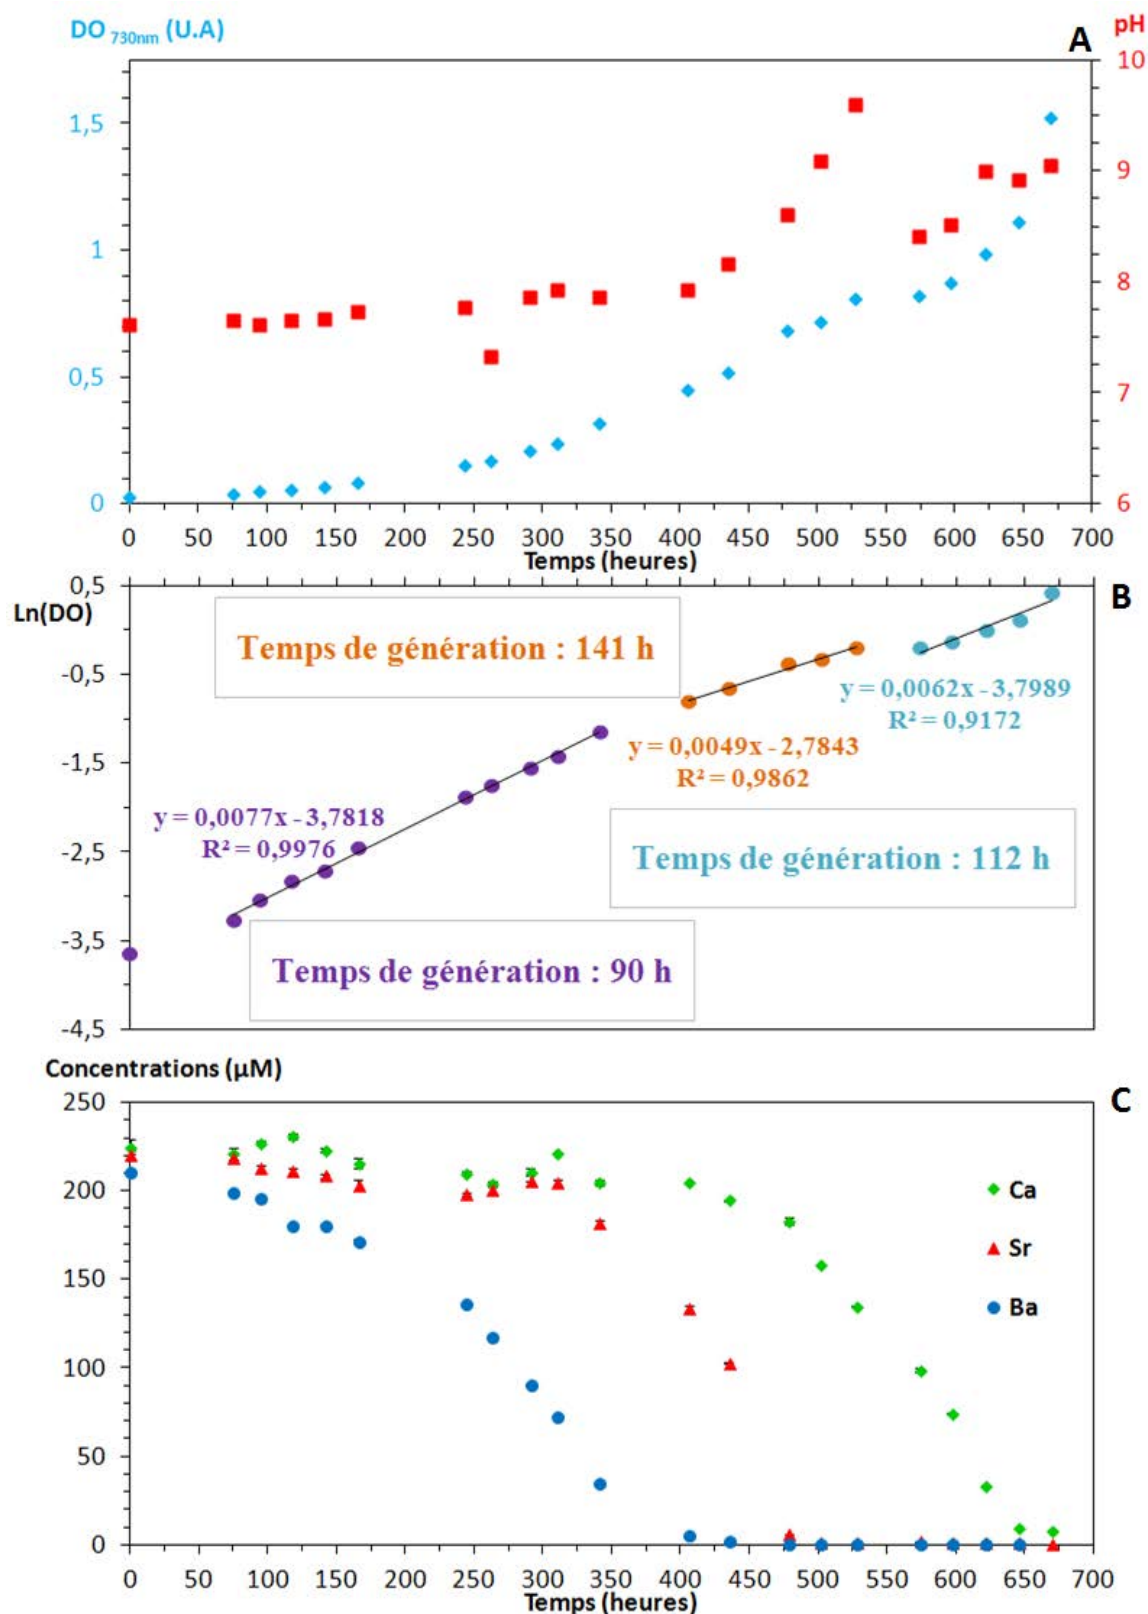 DO 730nm (U.A)
pH
A
10
1,5
9
1
8
0,5
7
0
6
0 50 100 150 200 250 300 350 400 450 500 550 600 650 700
Temps (heures)
0,5
B
Ln(DO)
Temps de génération : 141 h
-0,5
y = 0,0062x - 3,7989
R² = 0,9172
y = 0,0049x - 2,7843
-1,5
R² = 0,9862
y = 0,0077x - 3,7818
R² = 0,9976
-2,5
Temps de génération : 112 h
-3,5
Temps de génération : 90 h
-4,5
Concentrations (µM)
C
250
200
Ca
Sr
150
Ba
100
50
0
0 50 100 150 200 250 300 350 400 450 500 550 600 650 700
Temps (heures)